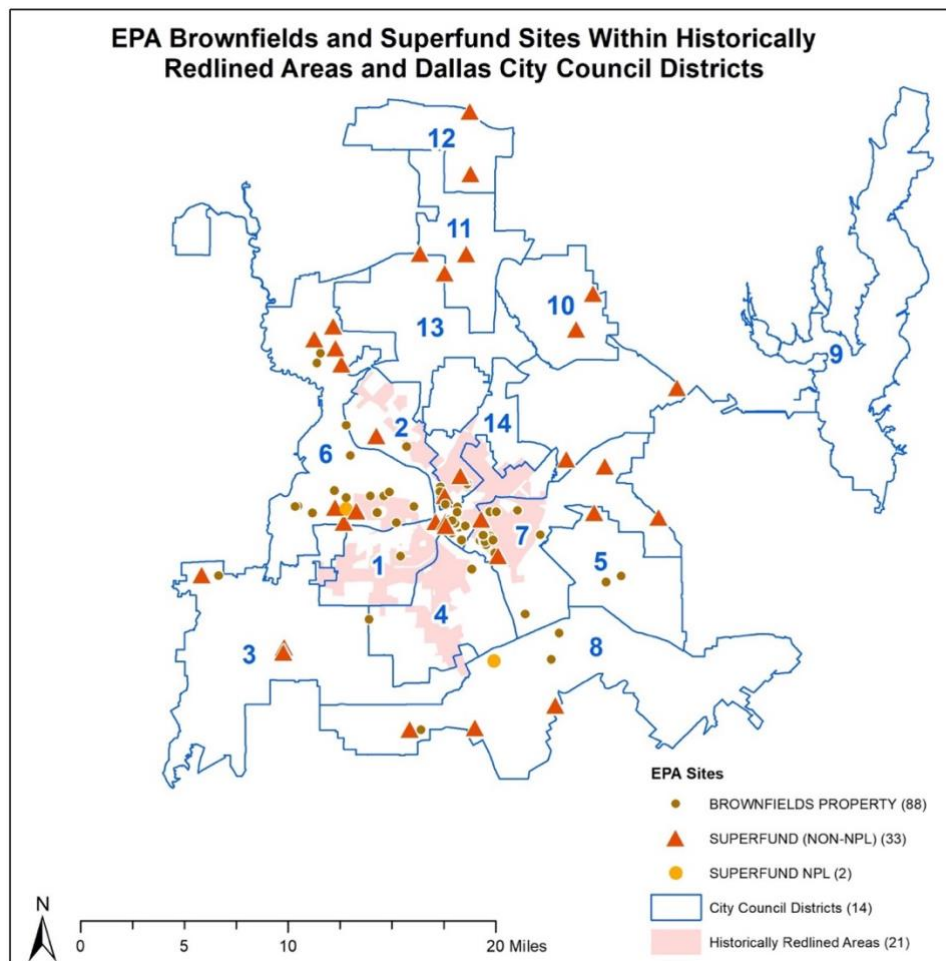 EPA Brownfields and Superfund Sites Within Historically
Redlined Areas and Dallas City Council Districts
12
11
10
13
9
14
2
6
7
5
1
4
3
8
EPA Sites
BROWNFIELDS PROPERTY (88)
SUPERFUND (NON-NPL) (33)
SUPERFUND NPL (2)
City Council Districts (14)
Historically Redlined Areas (21)
N
0 5 10 20 Miles